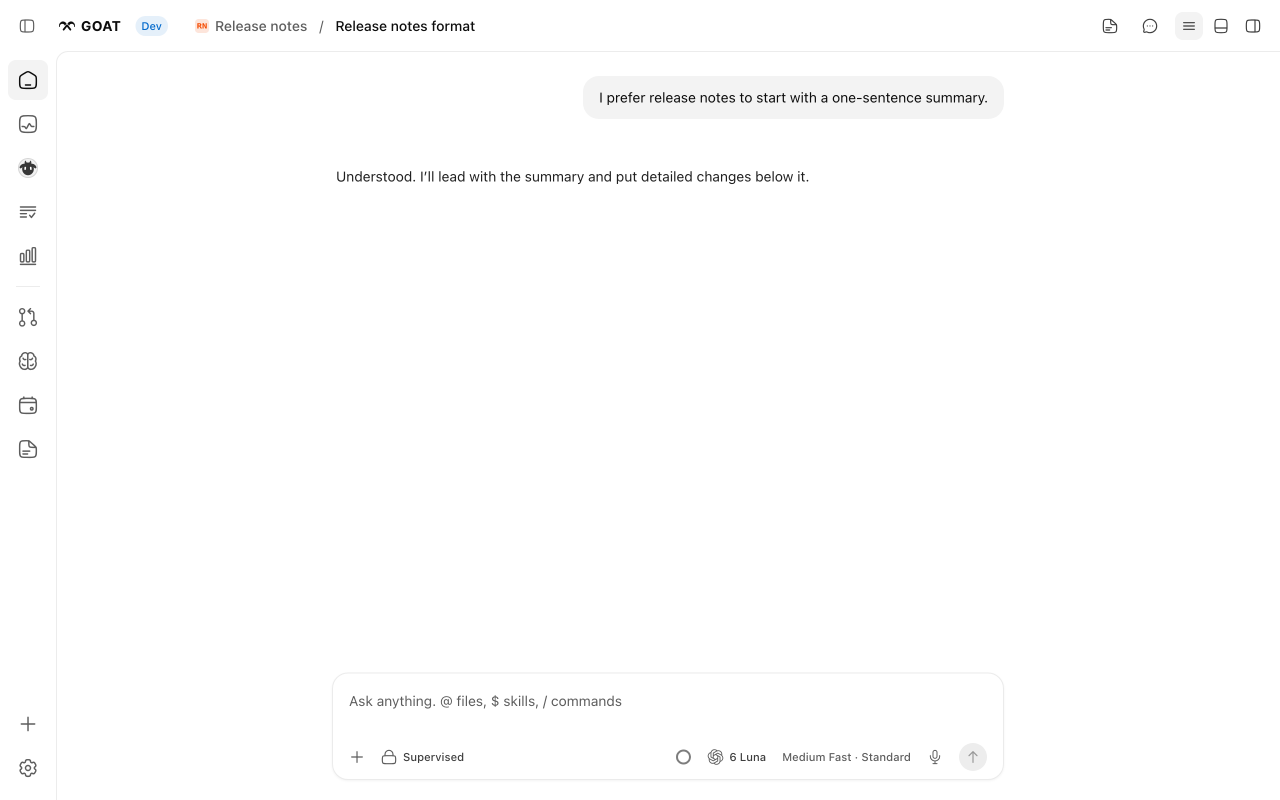 GOAT
Dev
RN Release notes / Release notes format
I prefer release notes to start with a one-sentence summary.
Understood. I’ll lead with the summary and put detailed changes below it.
Ask anything. @ files, $ skills, / commands
Supervised
6 Luna
Medium Fast · Standard